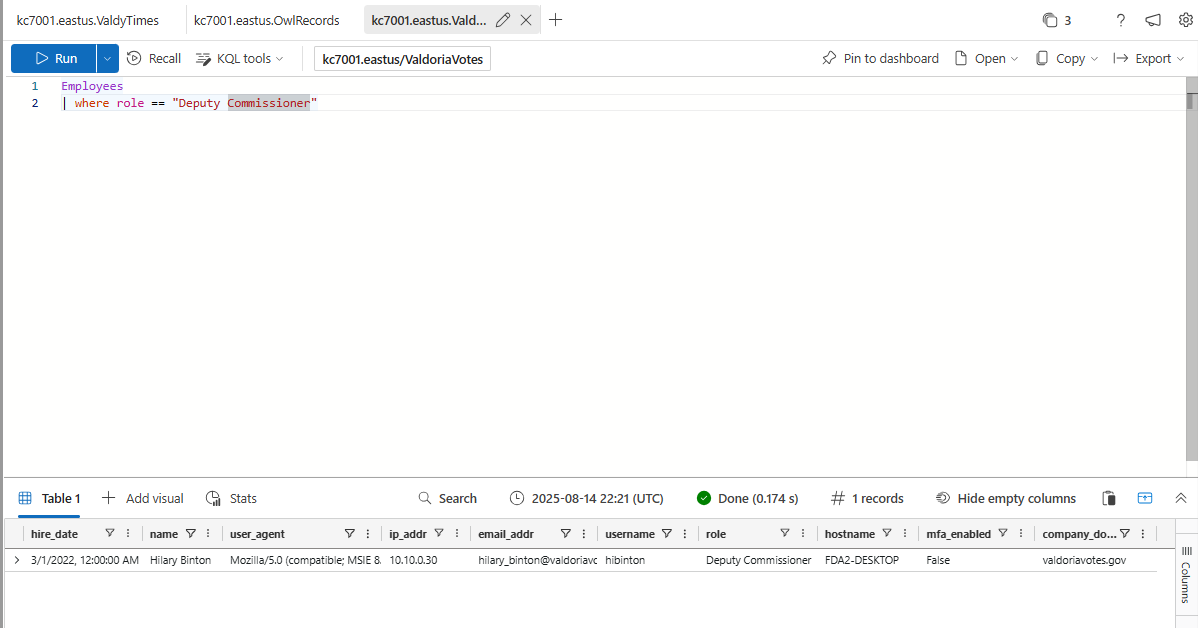 kc7001.eastus.ValdyTimes kc7001.eastus.OwlRecords kc7001.eastus.Vald... 3
Run Recall KQL tools kc7001.eastus/ValdoriaVotes Pin to dashboard Open Copy Export
1 Employees
2 | where role == "Deputy Commissioner"
Table 1 Add visual Stats Search 2025-08-14 22:21 (UTC) Done (0.174 s) 1 records Hide empty columns
hire_date name user_agent ip_addr email_addr username role hostname mfa_enabled company_do...
3/1/2022, 12:00:00 AM Hilary Binton Mozilla/5.0 (compatible; MSIE 8. 10.10.0.30 hilary_binton@valdoriavc hibinton Deputy Commissioner FDA2-DESKTOP False valdoriavotes.gov
Columns